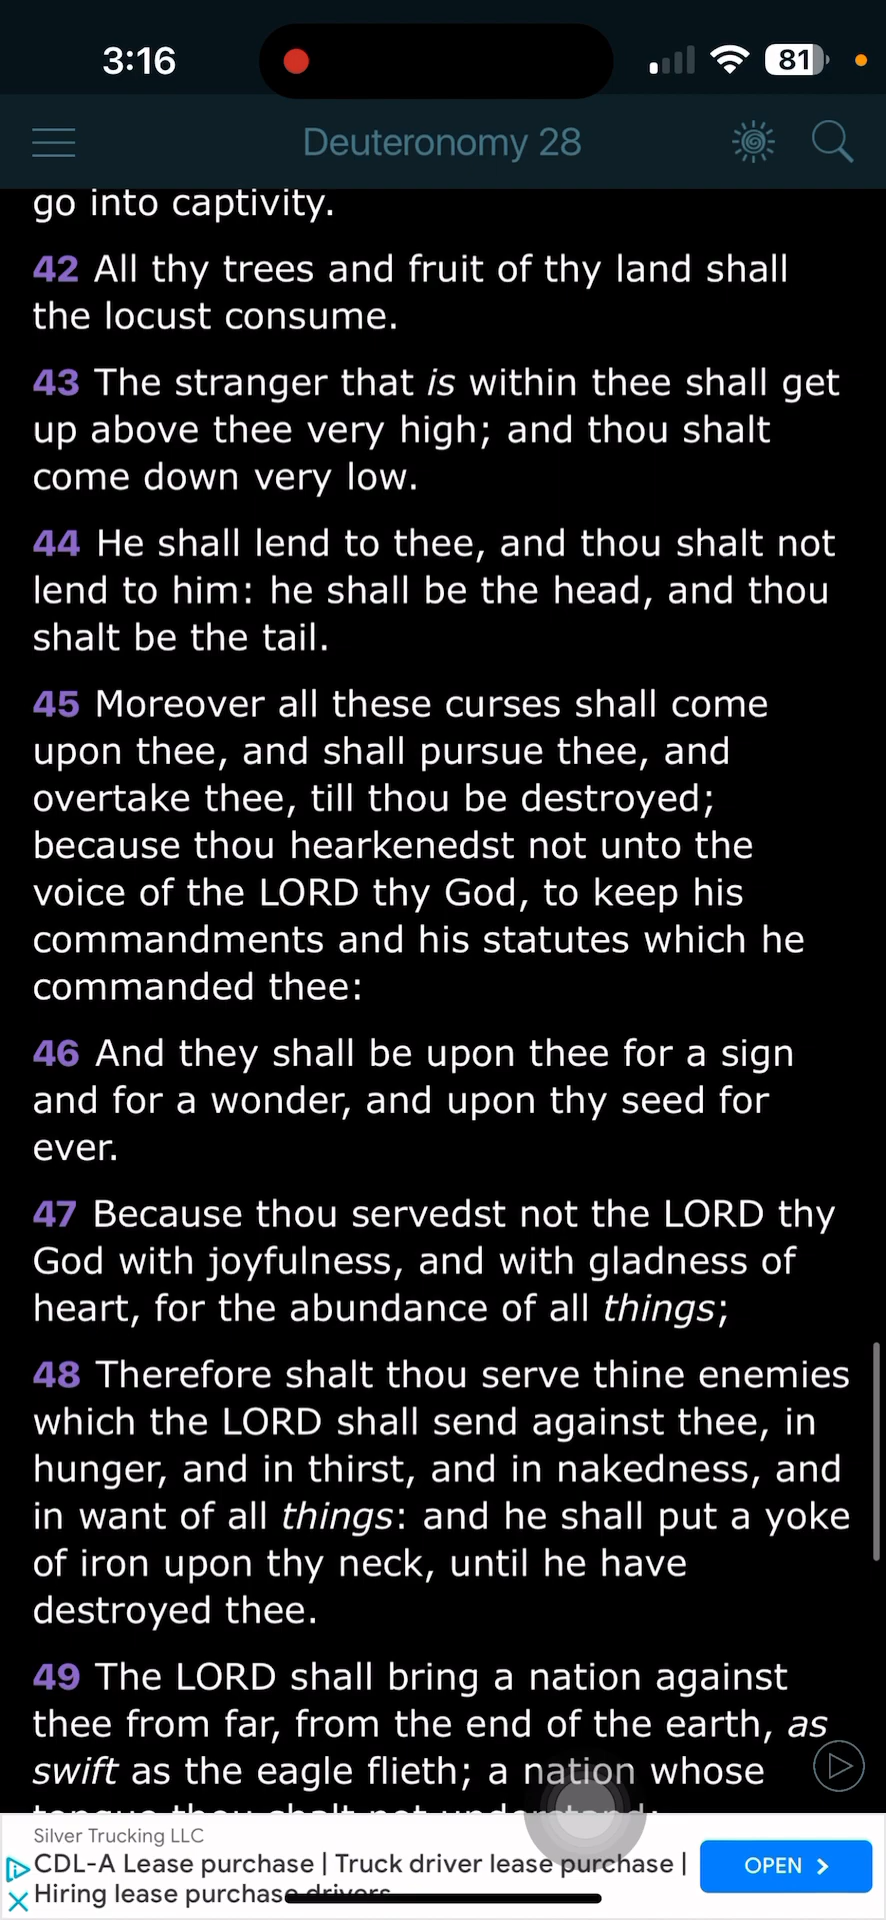 3:16
81
Deuteronomy 28
go into captivity.
42 All thy trees and fruit of thy land shall
the locust consume.
43 The stranger that is within thee shall get
up above thee very high; and thou shalt
come down very low.
44 He shall lend to thee, and thou shalt not
lend to him: he shall be the head, and thou
shalt be the tail.
45 Moreover all these curses shall come
upon thee, and shall pursue thee, and
overtake thee, till thou be destroyed;
because thou hearkenedst not unto the
voice of the LORD thy God, to keep his
commandments and his statutes which he
commanded thee:
46 And they shall be upon thee for a sign
and for a wonder, and upon thy seed for
ever.
47 Because thou servedst not the LORD thy
God with joyfulness, and with gladness of
heart, for the abundance of all things;
48 Therefore shalt thou serve thine enemies
which the LORD shall send against thee, in
hunger, and in thirst, and in nakedness, and
in want of all things: and he shall put a yoke
of iron upon thy neck, until he have
destroyed thee.
49 The LORD shall bring a nation against
thee from far, from the end of the earth, as
swift as the eagle flieth; a nation whose
tongue thou shalt not understand;
Silver Trucking LLC
CDL-A Lease purchase | Truck driver lease purchase |
Hiring lease purchase drivers
OPEN